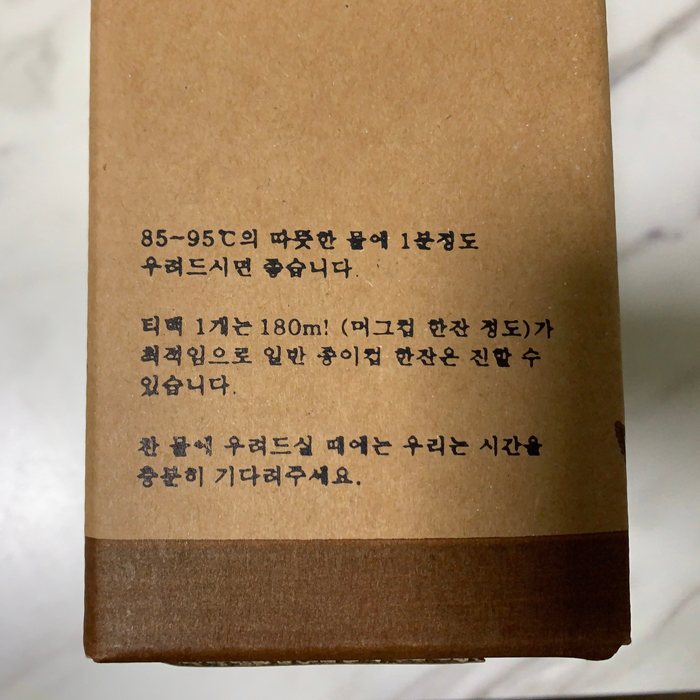 85~95℃의 따뜻한 물에 1분정도
우려드시면 좋습니다.
티백 1개는 180ml (머그컵 한잔 정도)가
최적임으로 일반 종이컵 한잔은 진할 수
있습니다.
찬 물에 우려드실 때에는 우리는 시간을
충분히 기다려주세요.